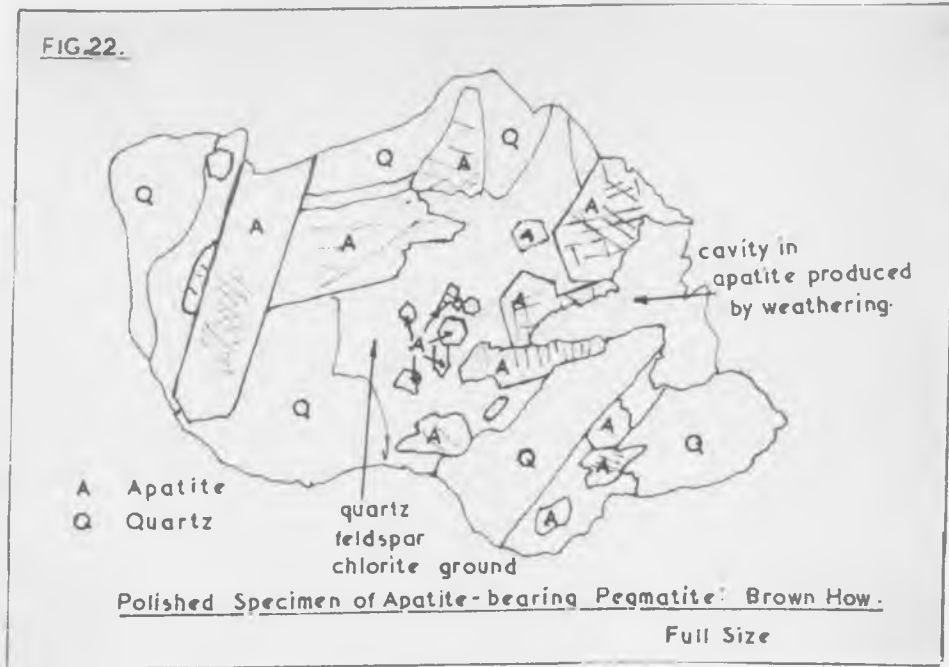 FIG.22.
Q
Q
Q
A
A
A
A
A
cavity in
apatite produced
by weathering.
A
A
A
Q
A
A
Q
Q
A
A
A Apatite
Q Quartz
quartz
feldspar
chlorite ground
Polished Specimen of Apatite-bearing Pegmatite: Brown How.
Full Size